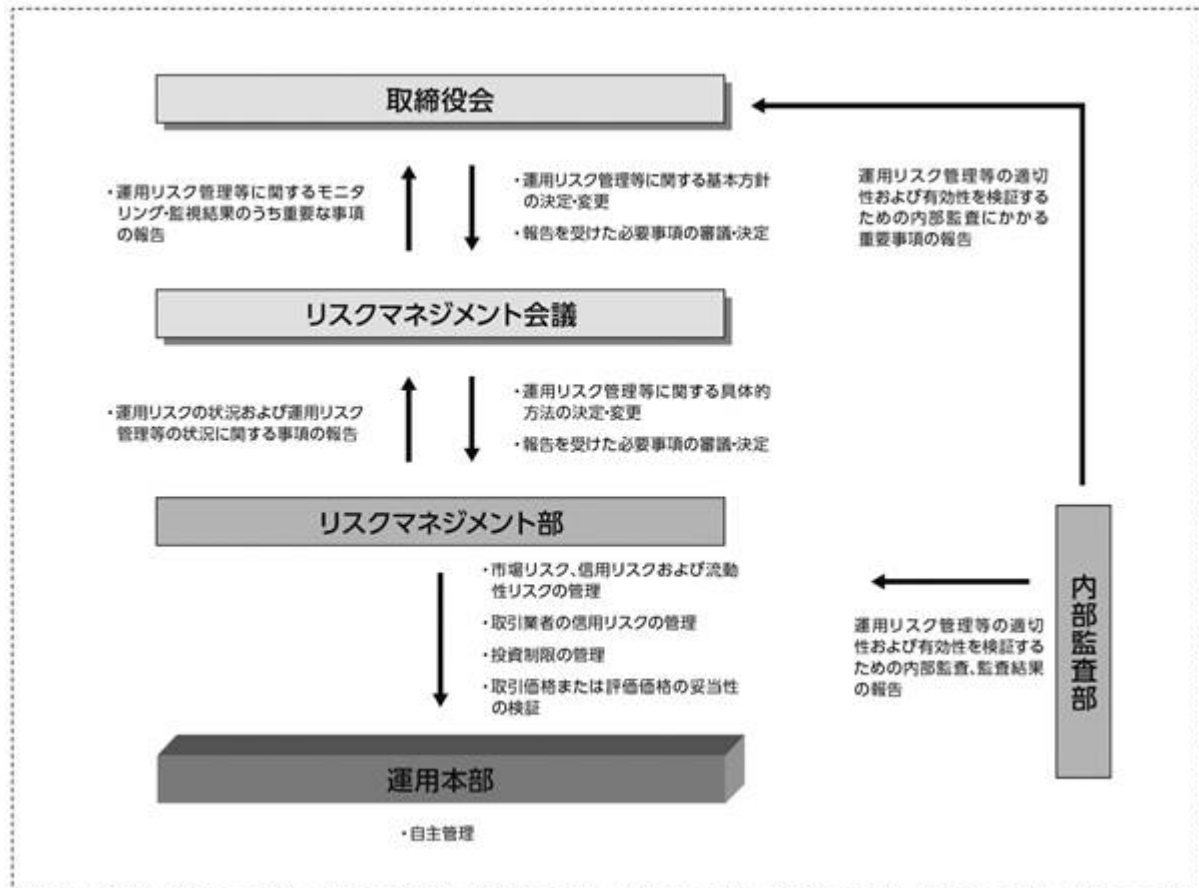 取締役会
・運用リスク管理等に関するモニタ
リング・監視結果のうち重要な事項
の報告
・運用リスク管理等に関する基本方針
の決定・変更
・報告を受けた必要事項の審議・決定
運用リスク管理等の適切
性および有効性を検証する
ための内部監査にかかる
重要事項の報告
リスクマネジメント会議
・運用リスクの状況および運用リスク
管理等の状況に関する事項の報告
・運用リスク管理等に関する具体的
方法の決定・変更
・報告を受けた必要事項の審議・決定
リスクマネジメント部
・市場リスク、信用リスクおよび流動
性リスクの管理
・取引業者の信用リスクの管理
・投資制限の管理
・取引価格または評価価格の妥当性
の検証
運用リスク管理等の適切
性および有効性を検証する
ための内部監査、監査結果
の報告
内部監査部
運用本部
・自主管理